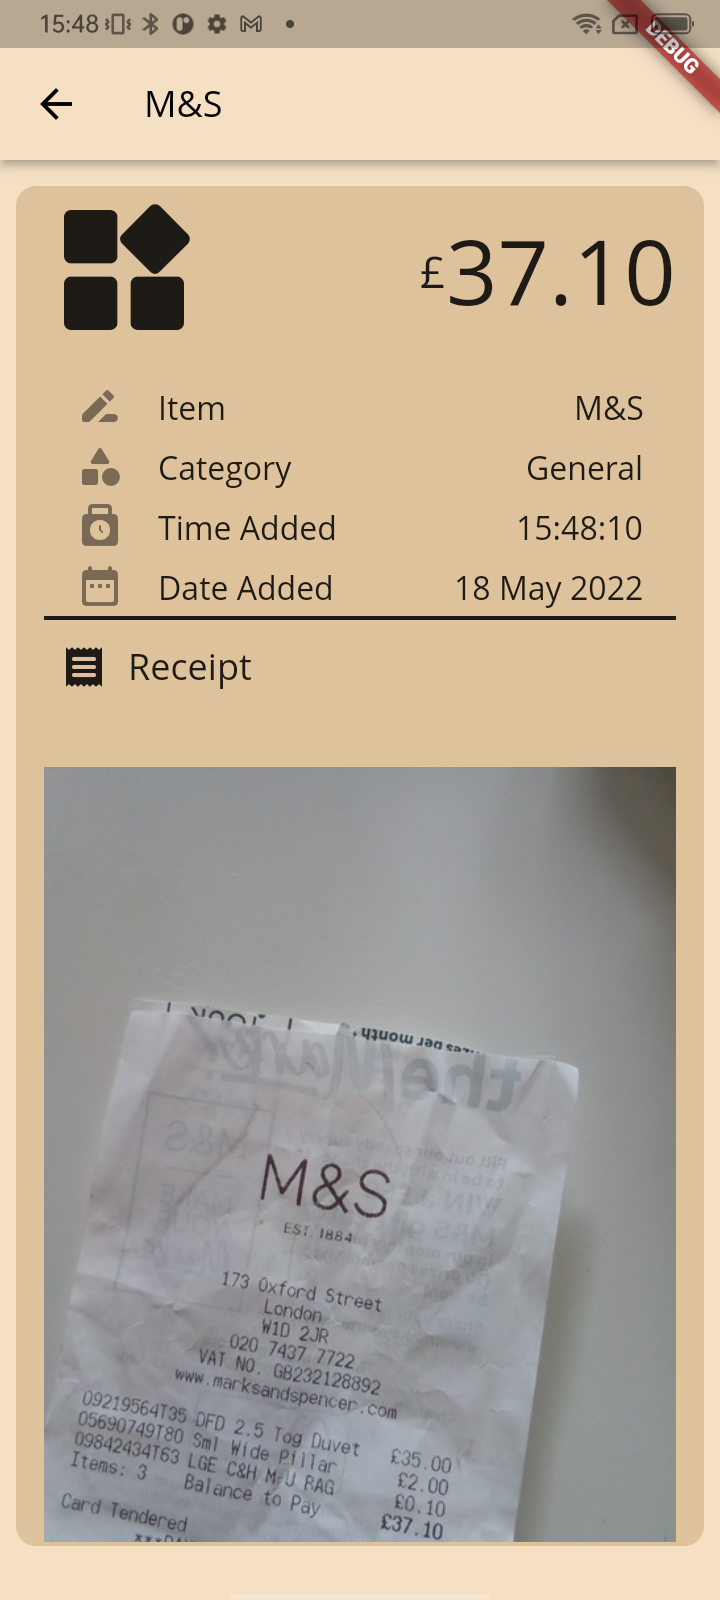 15:48
DEBUG
M&S
£37.10
Item M&S
Category General
Time Added 15:48:10
Date Added 18 May 2022
Receipt
M&S
EST. 1884
173 Oxford Street
London
W1D 2JR
020 7437 7722
VAT NO. GB232128892
www.marksandspencer.com
09219564T35 DFD 2.5 Tog Duvet £35.00
05690749T80 Sml Wide Pillar £2.00
09842434T63 LGE C&H M-U BAG £0.10
Items: 3 Balance to Pay £37.10
Card Tendered